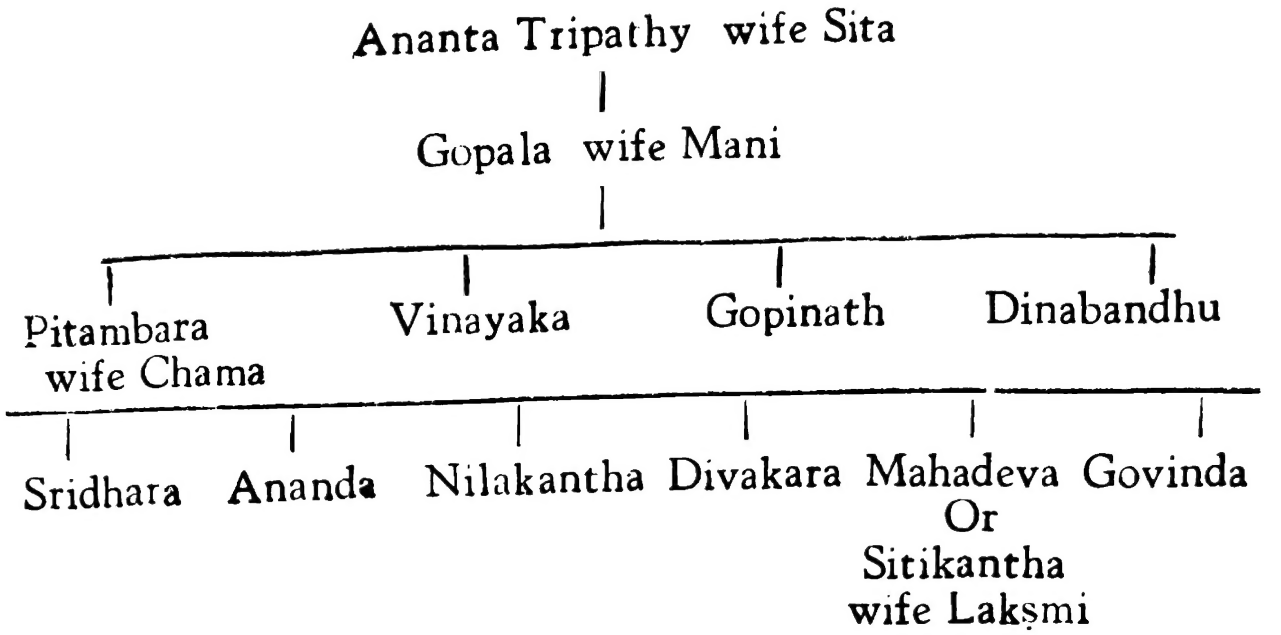 Ananta Tripathy wife Sita
Gopala wife Mani
Pitambara Vinayaka Gopinath Dinabandhu
wife Chama
Sridhara Ananda Nilakantha Divakara Mahadeva Govinda
Or
Sitikantha
wife Lakṣmi